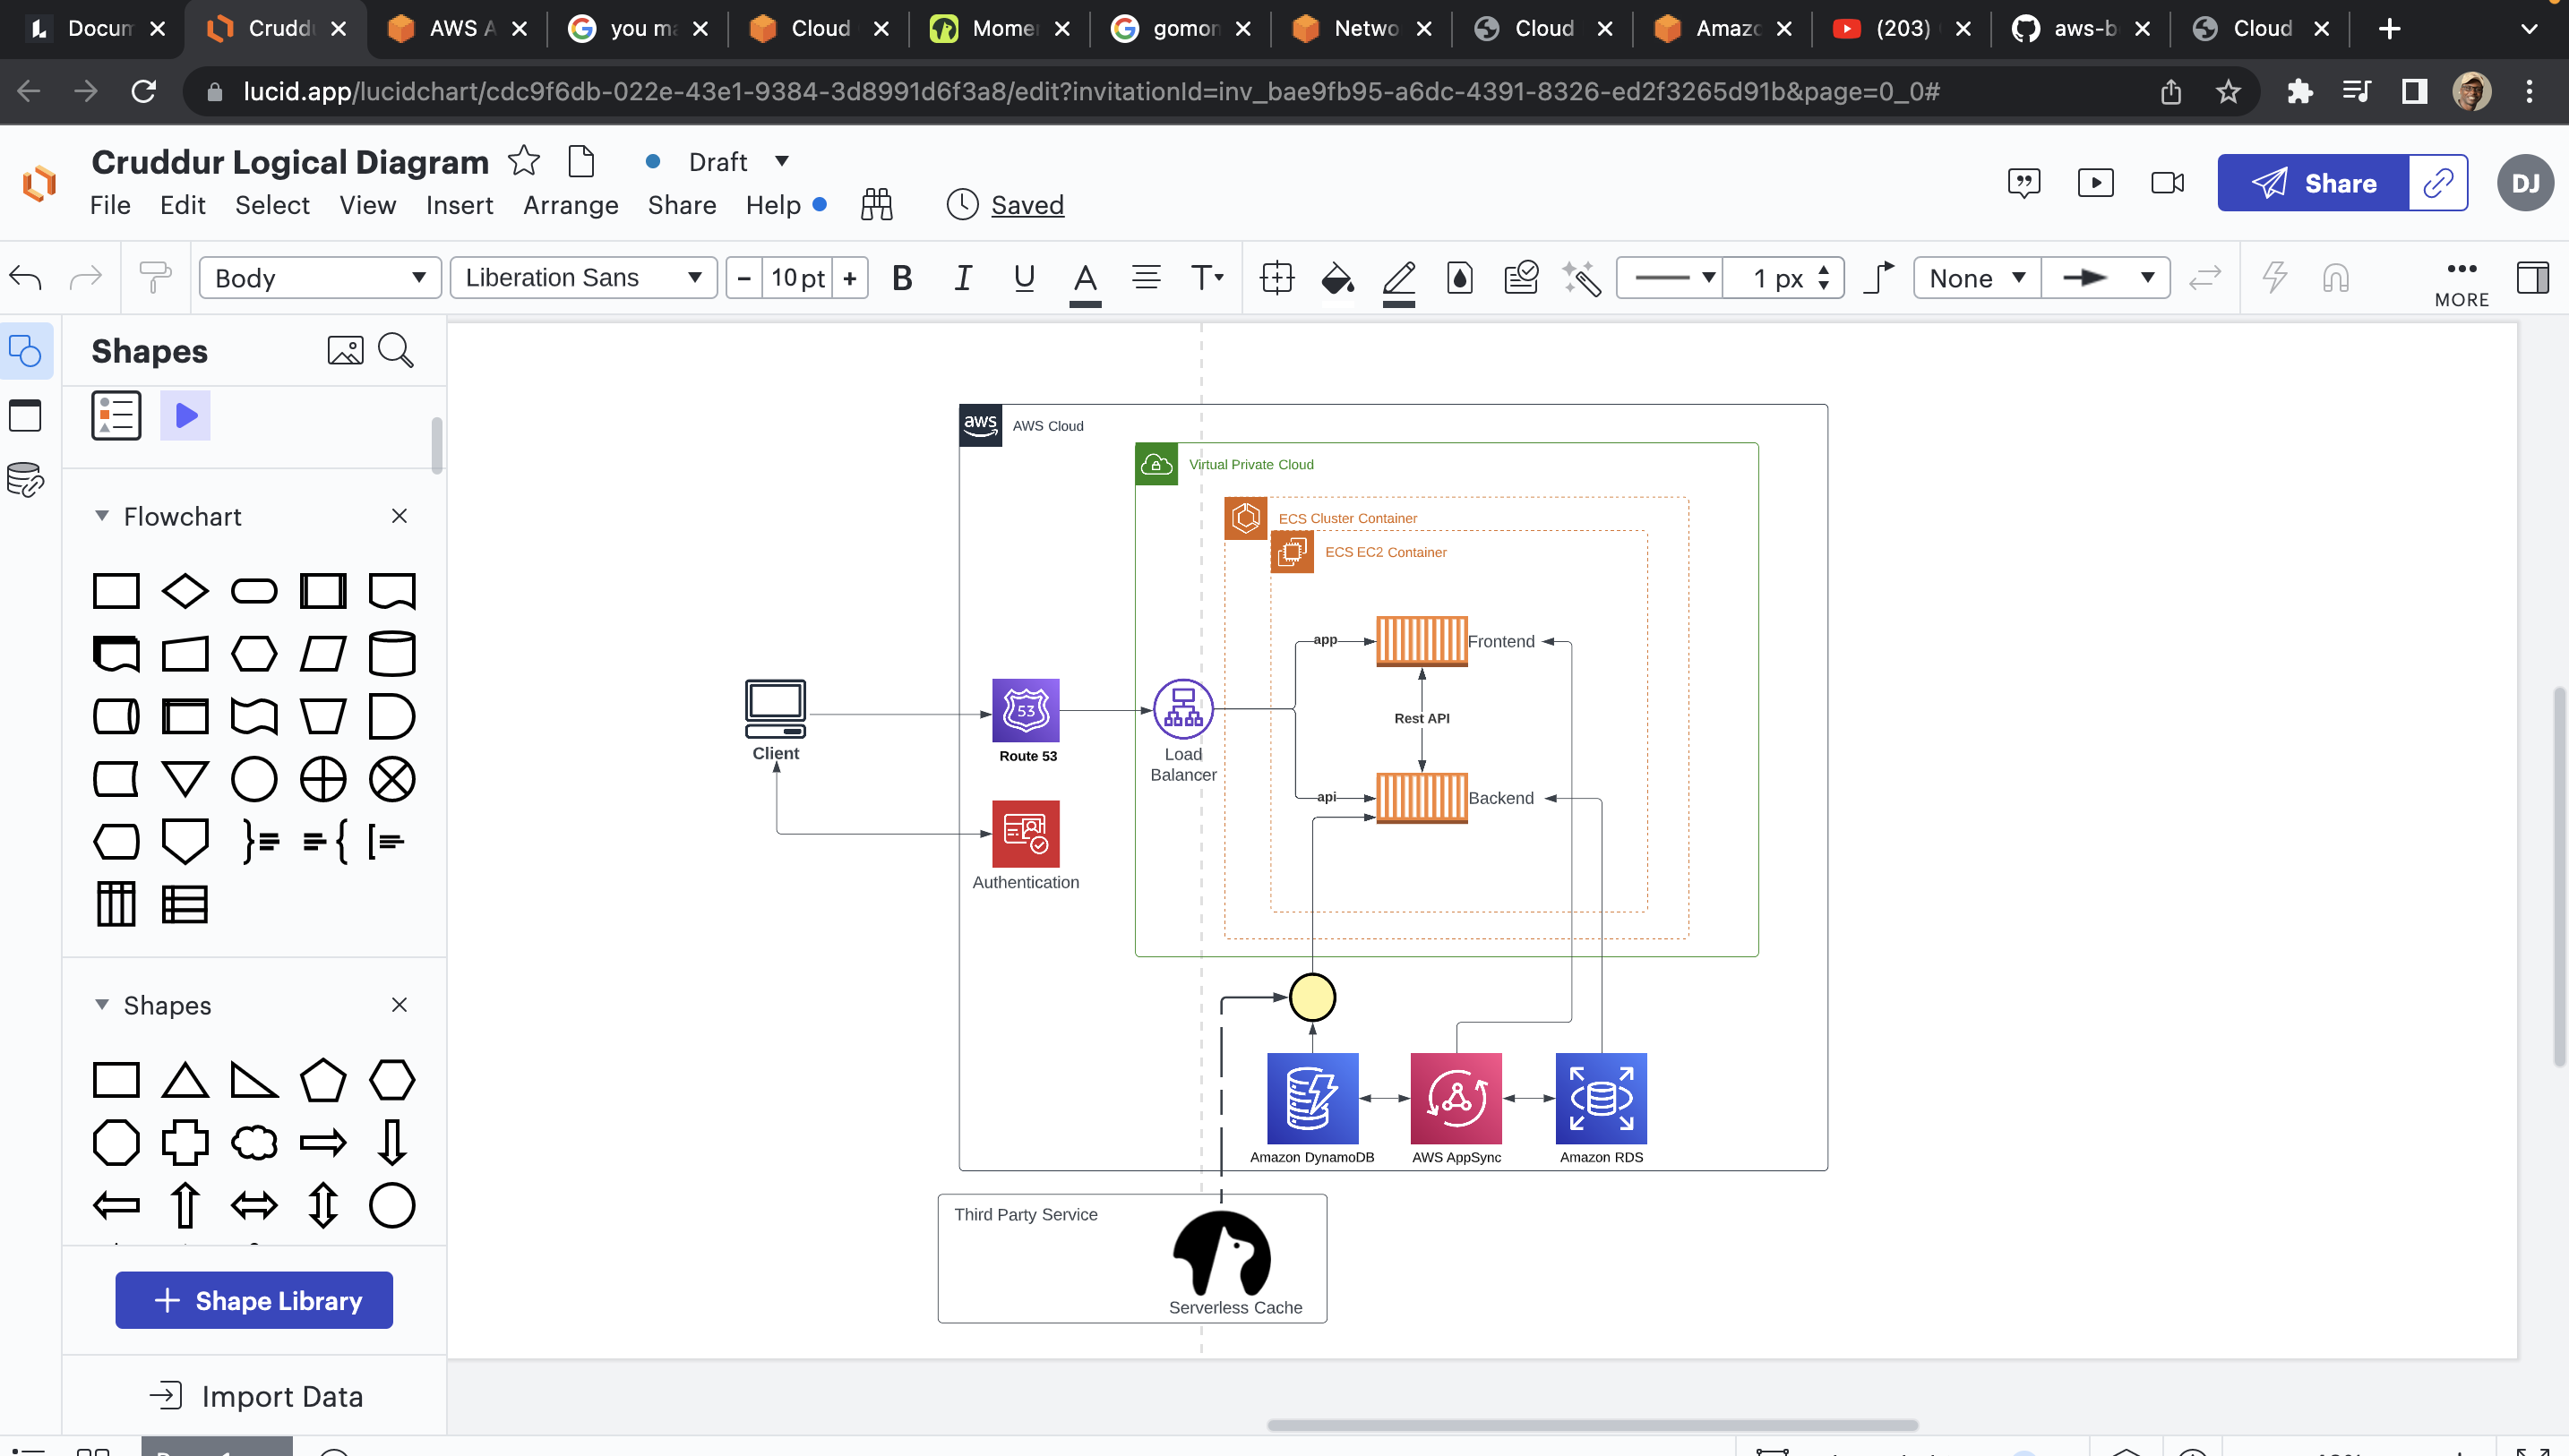 Docum
Crudd
AWS A
you ma
Cloud
Momen
gomon
Netwo
Cloud
Amazo
(203)
aws-b
Cloud
lucid.app/lucidchart/cdc9f6db-022e-43e1-9384-3d8991d6f3a8/edit?invitationId=inv_bae9fb95-a6dc-4391-8326-ed2f3265d91b&page=0_0#
Cruddur Logical Diagram
Draft
File Edit Select View Insert Arrange Share Help
Saved
Share
DJ
Body
Liberation Sans
- 10 pt +
B I U A T
1 px
None
MORE
Shapes
Flowchart
Shapes
+ Shape Library
Import Data
aws
AWS Cloud
Virtual Private Cloud
ECS Cluster Container
ECS EC2 Container
app
Frontend
Rest API
api
Backend
Client
53
Route 53
Load
Balancer
Authentication
Amazon DynamoDB
AWS AppSync
Amazon RDS
Third Party Service
Serverless Cache